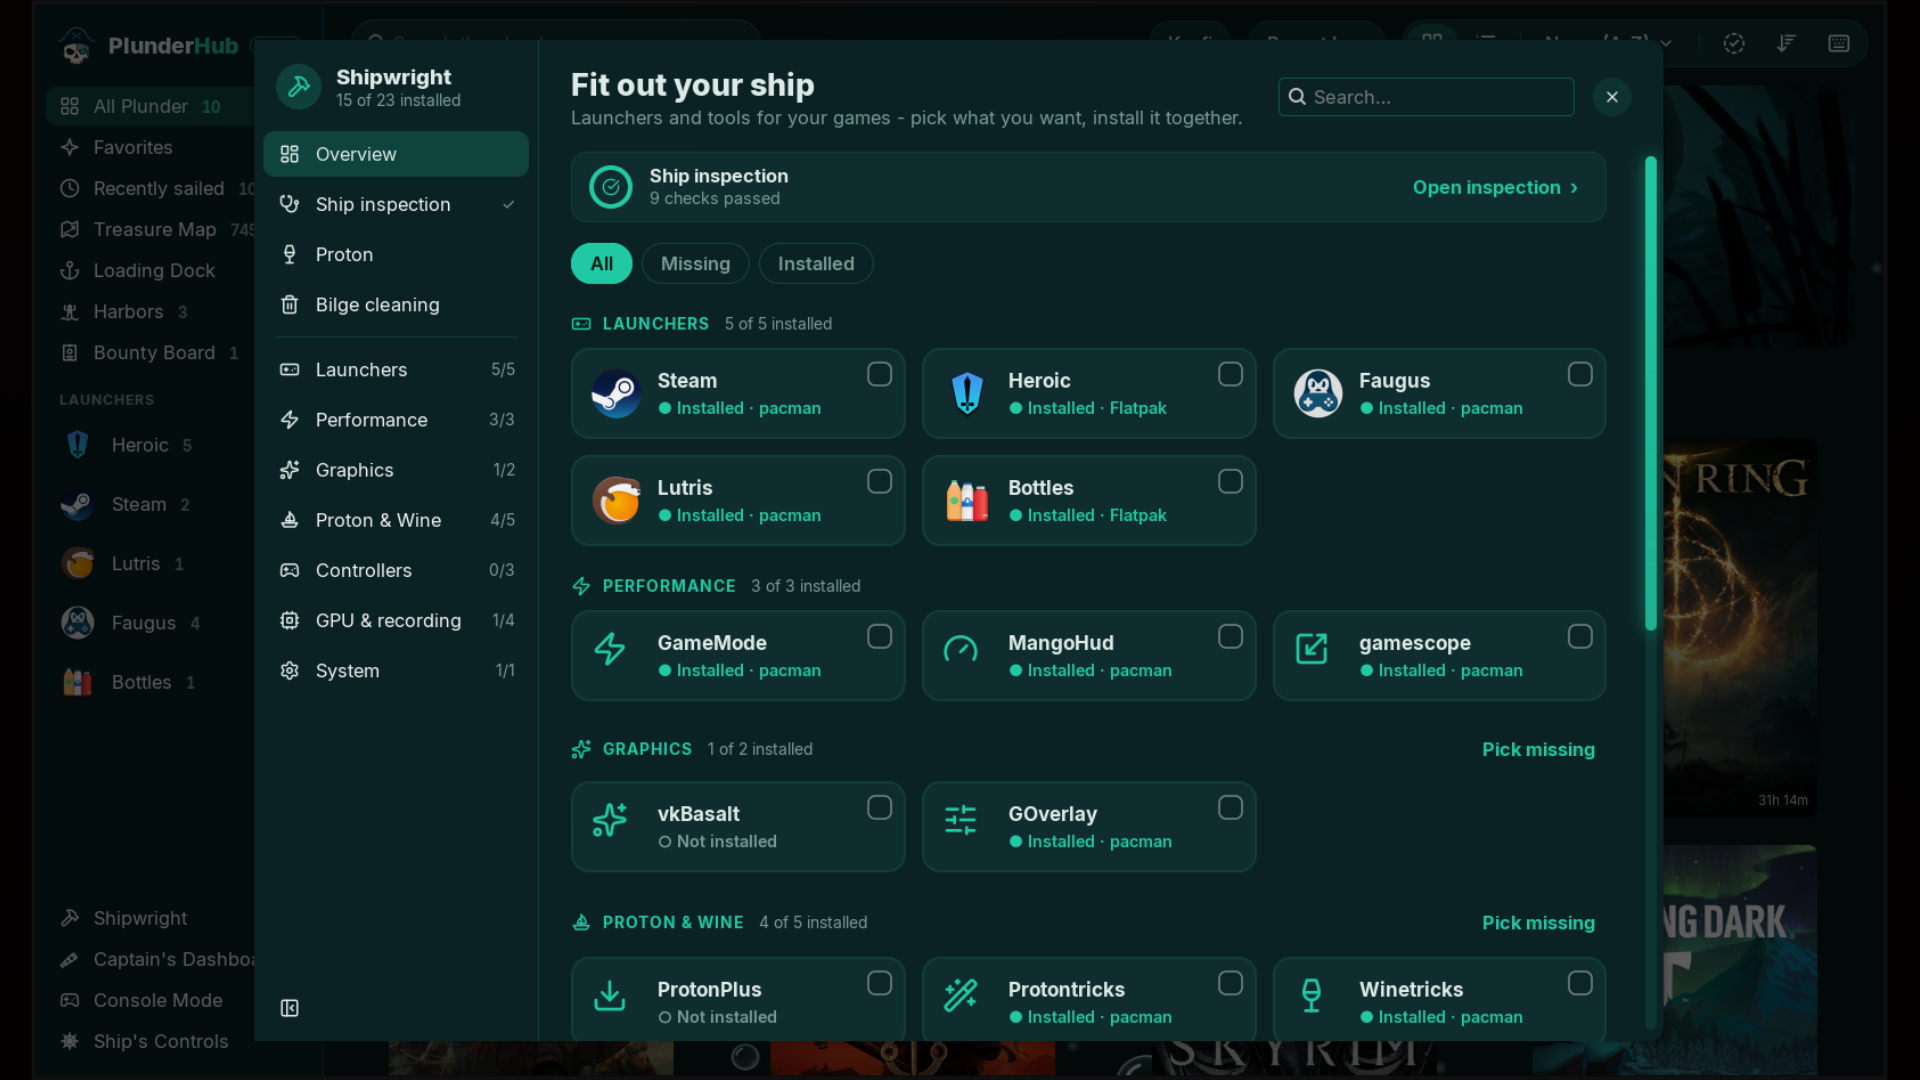 PlunderHub
All Plunder 10
Favorites
Recently sailed
Treasure Map 745
Loading Dock
Harbors 3
Bounty Board 1
LAUNCHERS
Heroic 5
Steam 2
Lutris 1
Faugus 4
Bottles 1
Shipwright
Captain's
Console Mode
Ship's Controls
Shipwright
15 of 23 installed
Overview
Ship inspection
Proton
Bilge cleaning
Launchers 5/5
Performance 3/3
Graphics 1/2
Proton & Wine 4/5
Controllers 0/3
GPU & recording 1/4
System 1/1
Fit out your ship
Launchers and tools for your games - pick what you want, install it together.
Search...
Ship inspection
9 checks passed
Open inspection ›
All
Missing
Installed
LAUNCHERS 5 of 5 installed
Steam
Installed · pacman
Heroic
Installed · Flatpak
Faugus
Installed · pacman
Lutris
Installed · pacman
Bottles
Installed · Flatpak
PERFORMANCE 3 of 3 installed
GameMode
Installed · pacman
MangoHud
Installed · pacman
gamescope
Installed · pacman
GRAPHICS 1 of 2 installed
Pick missing
vkBasalt
Not installed
GOverlay
Installed · pacman
PROTON & WINE 4 of 5 installed
Pick missing
ProtonPlus
Not installed
Protontricks
Installed · pacman
Winetricks
Installed · pacman
RING
31h 14m
DARK
SKYRIM